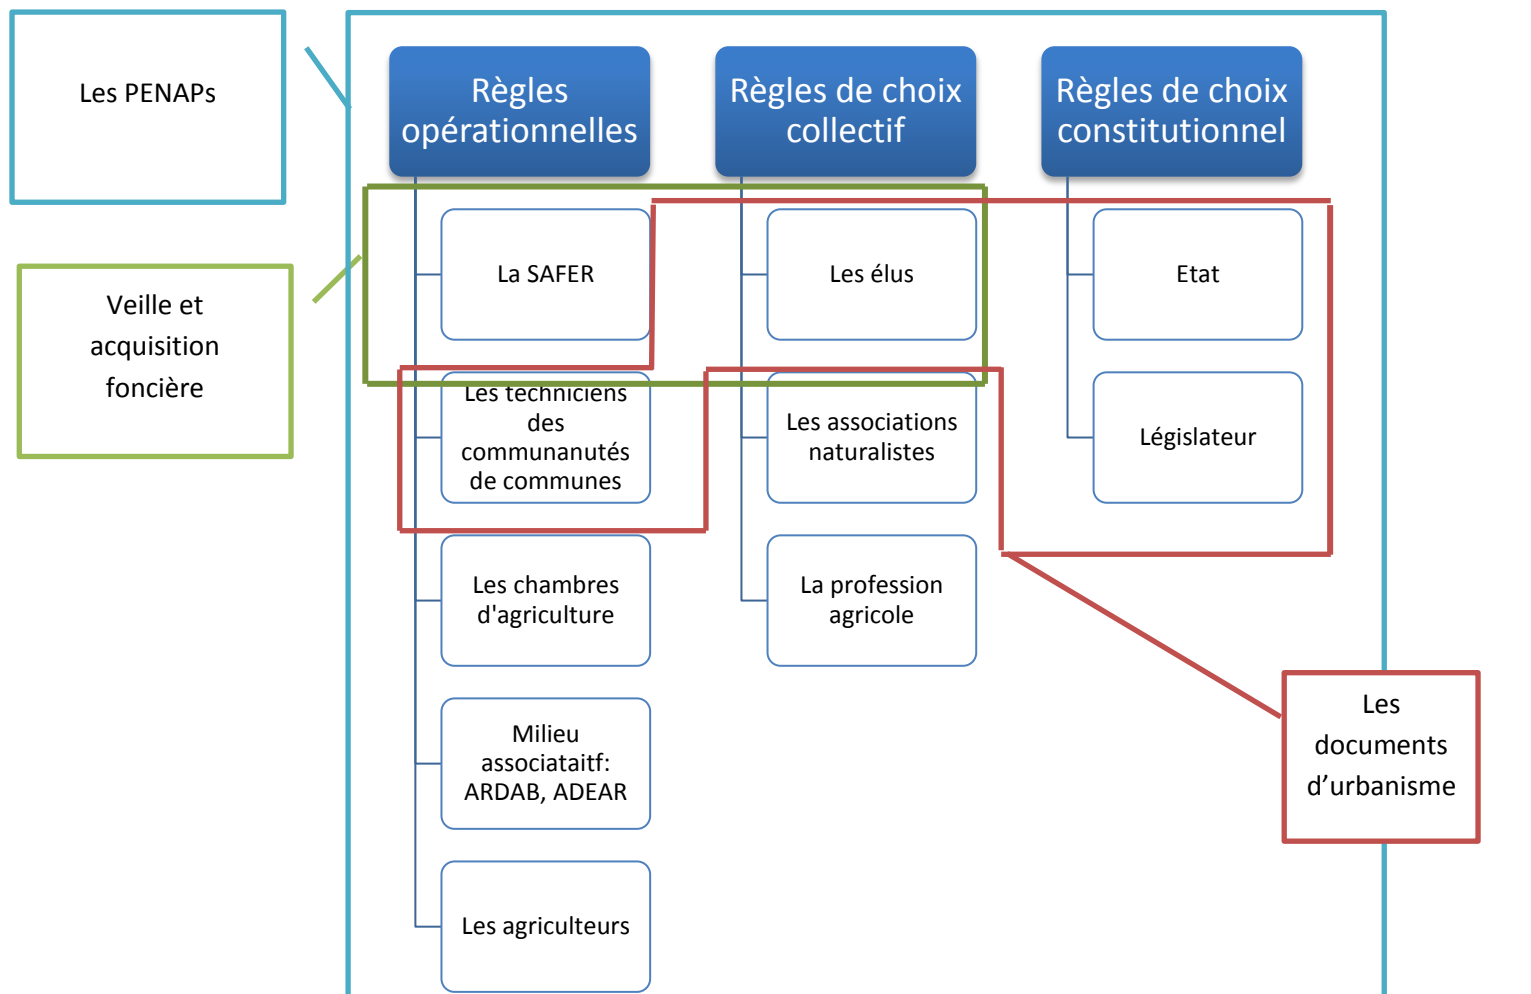 Les PENAPs
Veille et
acquisition
foncière
Règles
opérationnelles
La SAFER
Les techniciens
des
communanutés
de communes
Les chambres
d'agriculture
Milieu
associataitf:
ARDAB, ADEAR
Les agriculteurs
Règles de choix
collectif
Les élus
Les associations
naturalistes
La profession
agricole
Règles de choix
constitutionnel
Etat
Législateur
Les
documents
d’urbanisme